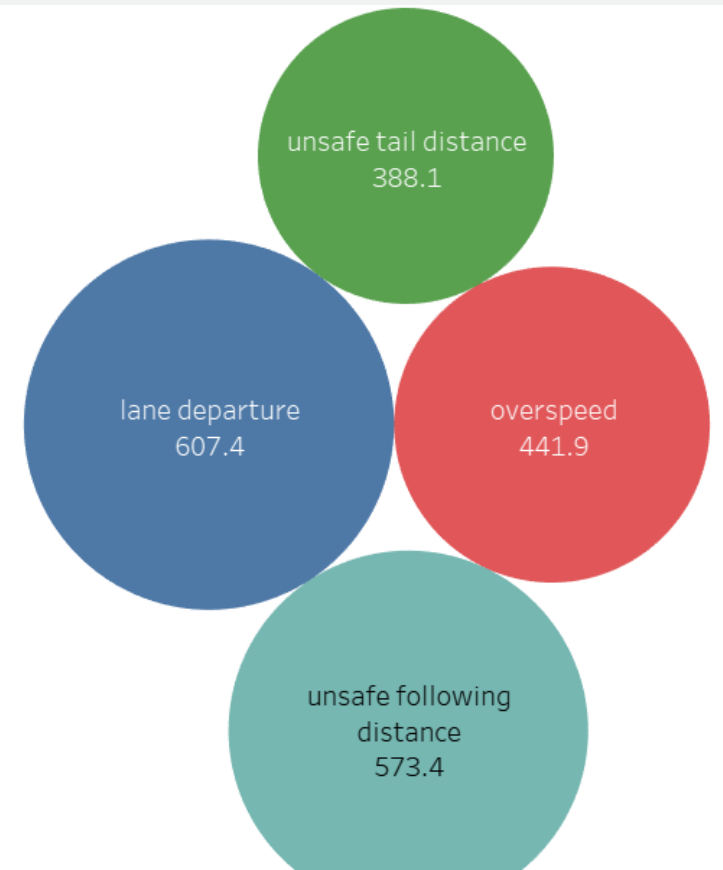 unsafe tail distance
388.1
lane departure
607.4
overspeed
441.9
unsafe following
distance
573.4